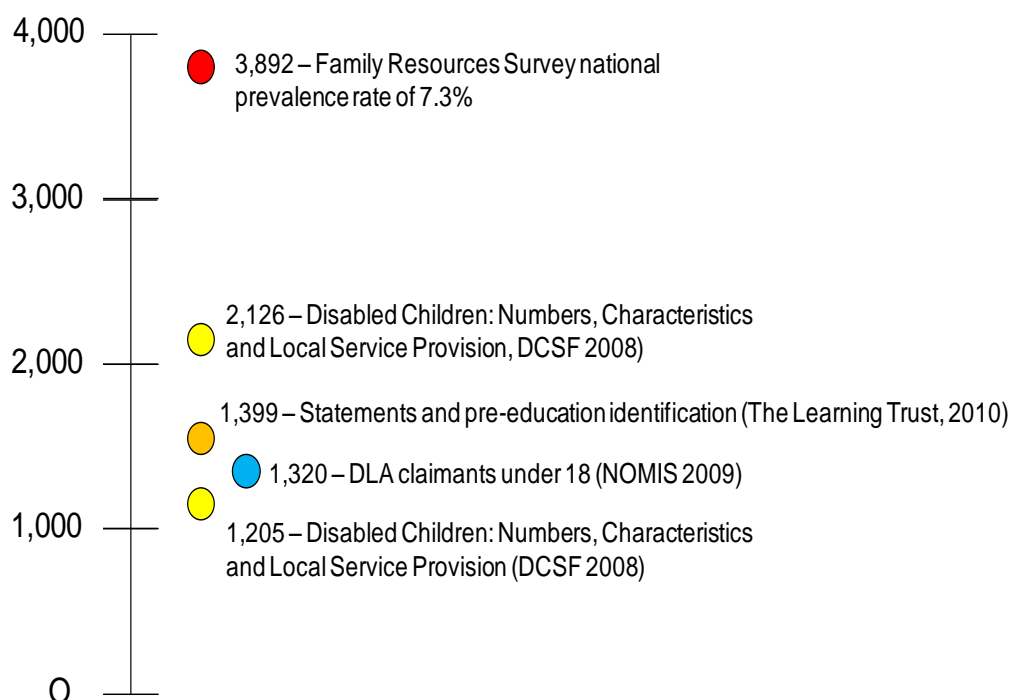 4,000
3,892 – Family Resources Survey national
prevalence rate of 7.3%
3,000
2,126 – Disabled Children: Numbers, Characteristics
and Local Service Provision, DCSF 2008)
2,000
1,399 – Statements and pre-education identification (The Learning Trust, 2010)
1,320 – DLA claimants under 18 (NOMIS 2009)
1,000
1,205 – Disabled Children: Numbers, Characteristics
and Local Service Provision (DCSF 2008)
O